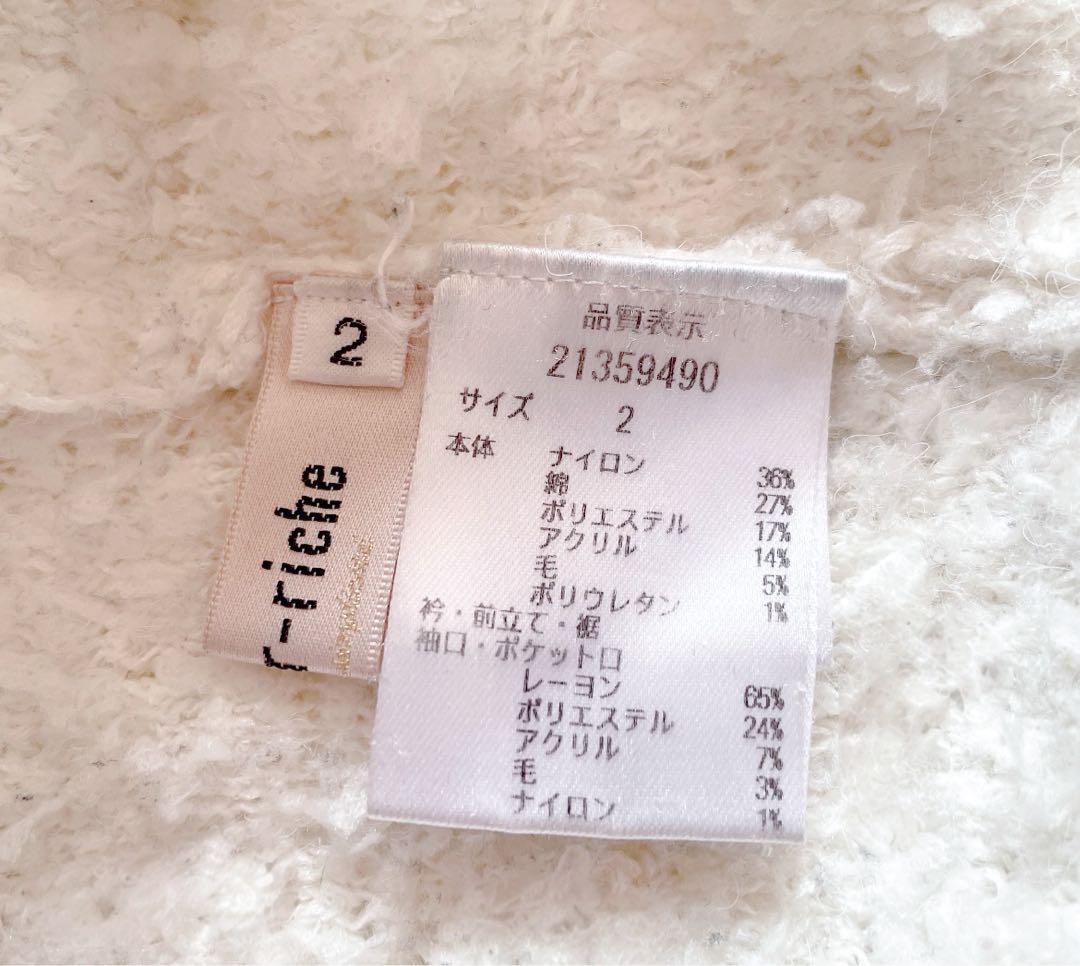 2
r-riche
品質表示
21359490
サイズ 2
本体 ナイロン 36%
綿 27%
ポリエステル 17%
アクリル 14%
毛 5%
ポリウレタン 1%
衿・前立て・裾
袖口・ポケット口
レーヨン 65%
ポリエステル 24%
アクリル 7%
毛 3%
ナイロン 1%